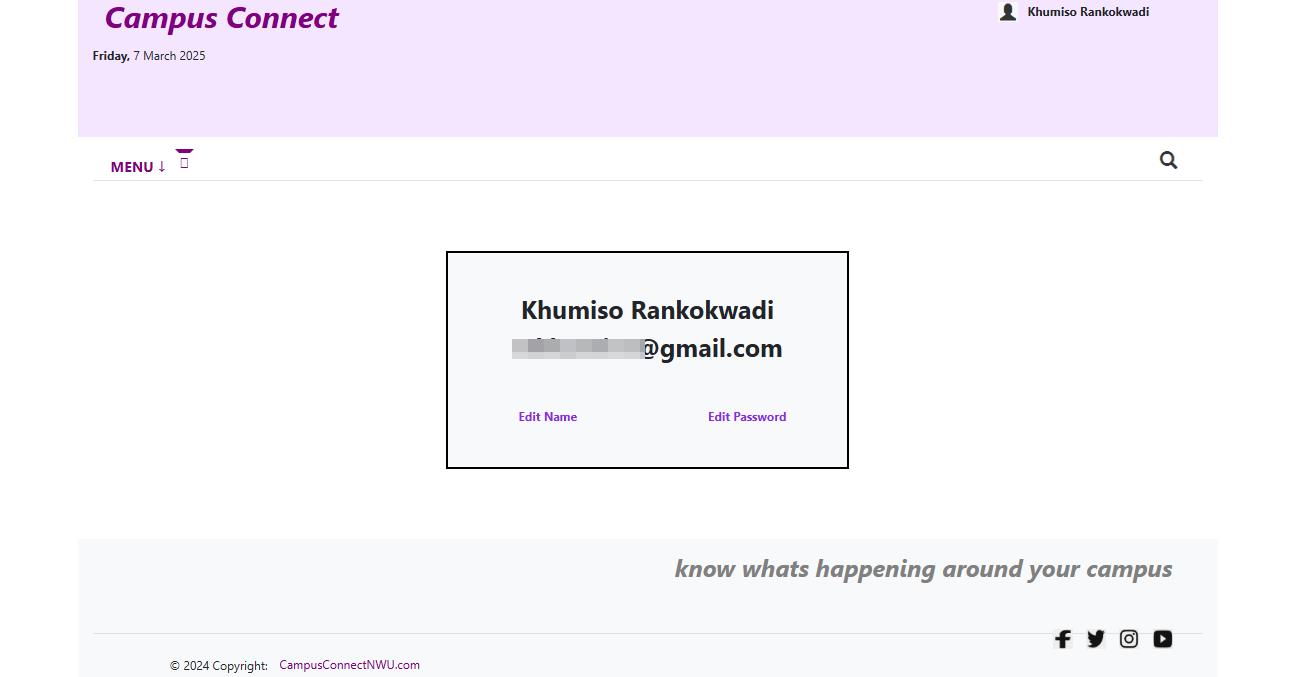 Campus Connect
Khumiso Rankokwadi
Friday, 7 March 2025
MENU ↓
Khumiso Rankokwadi
@gmail.com
Edit Name
Edit Password
know whats happening around your campus
© 2024 Copyright: CampusConnectNWU.com